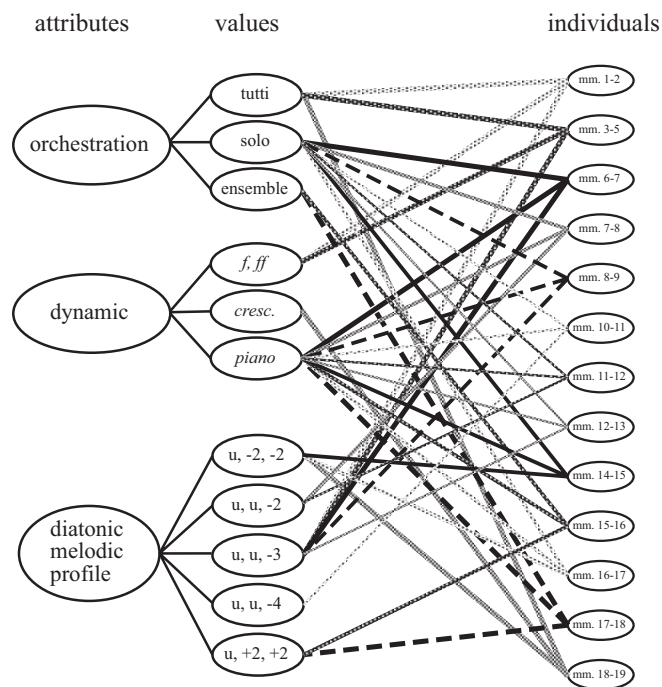 attributes values individuals
orchestration
tutti
solo
ensemble
dynamic
f, ff
cresc.
piano
diatonic
melodic
profile
u, -2, -2
u, u, -2
u, u, -3
u, u, -4
u, +2, +2
mm. 1-2
mm. 3-5
mm. 6-7
mm. 7-8
mm. 8-9
mm. 10-11
mm. 11-12
mm. 12-13
mm. 14-15
mm. 15-16
mm. 16-17
mm. 17-18
mm. 18-19